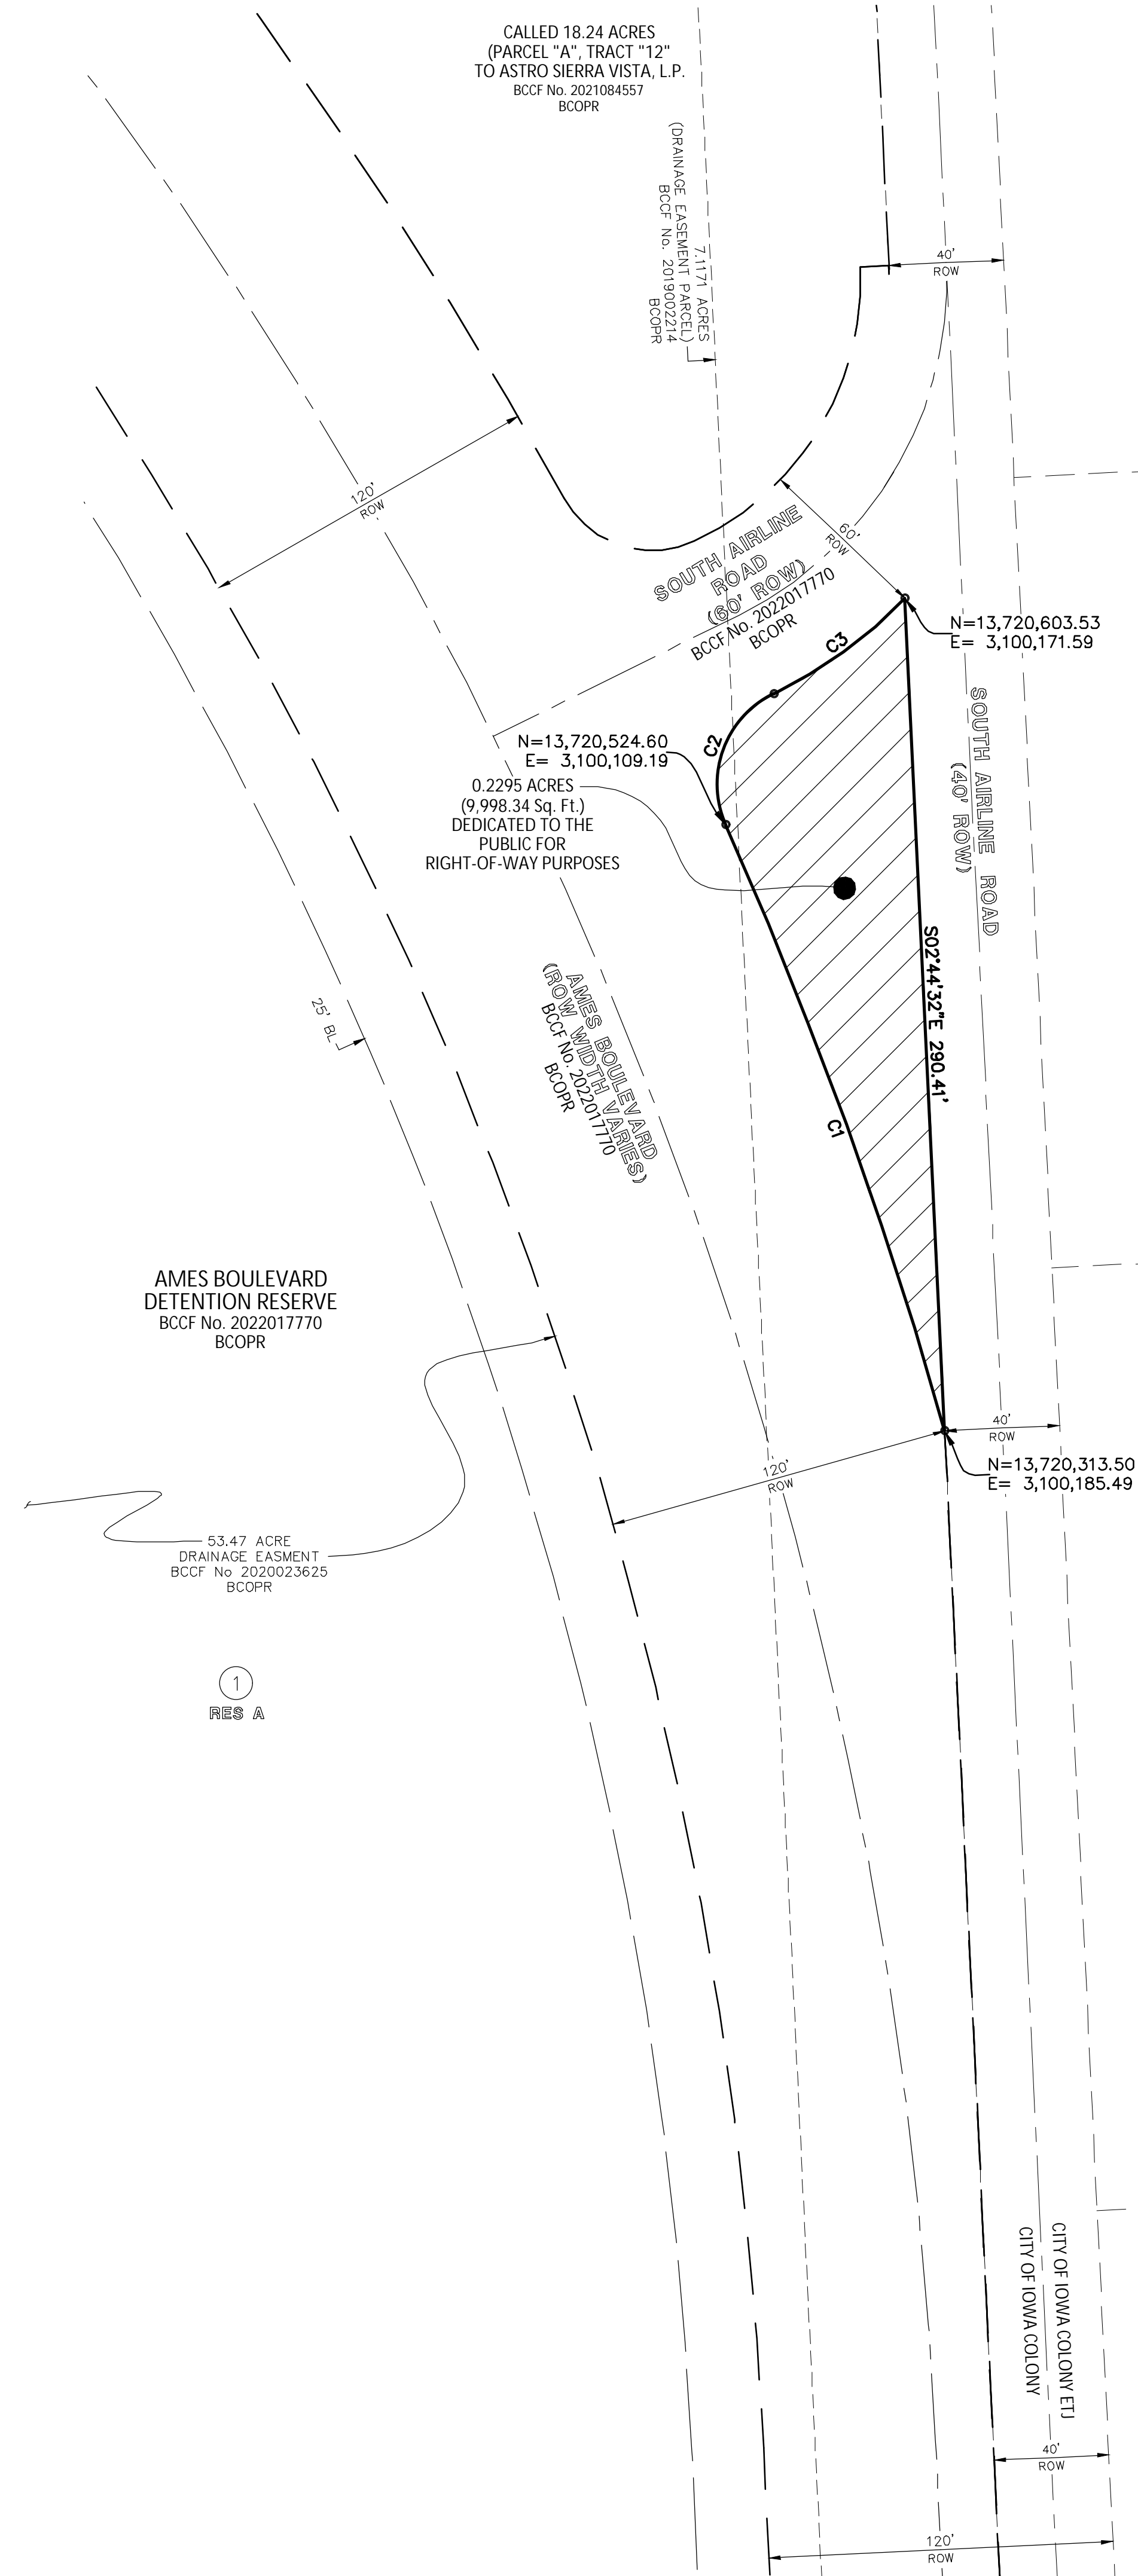 CALLED 18.24 ACRES
(PARCEL "A", TRACT "12"
TO ASTRO SIERRA VISTA, L.P.
BCCF No. 2021084557
BCOPR
7.1171 ACRES
(DRAINAGE EASEMENT PARCEL)
BCCF No. 2019002214
BCOPR
40'
ROW
120'
ROW
60'
ROW
SOUTH AIRLINE
ROAD
(60' ROW)
BCCF No. 2022017770
BCOPR
N=13,720,603.53
E= 3,100,171.59
C3
C2
SOUTH AIRLINE ROAD
(40' ROW)
N=13,720,524.60
E= 3,100,109.19
0.2295 ACRES
(9,998.34 Sq. Ft.)
DEDICATED TO THE
PUBLIC FOR
RIGHT-OF-WAY PURPOSES
S02°44'32"E 290.41'
AMES BOULEVARD
(ROW WIDTH VARIES)
BCCF No. 2022017770
BCOPR
25' BL
C1
AMES BOULEVARD
DETENTION RESERVE
BCCF No. 2022017770
BCOPR
40'
ROW
N=13,720,313.50
E= 3,100,185.49
120'
ROW
53.47 ACRE
DRAINAGE EASMENT
BCCF No 2020023625
BCOPR
1
RES A
CITY OF IOWA COLONY ETJ
CITY OF IOWA COLONY
40'
ROW
120'
ROW